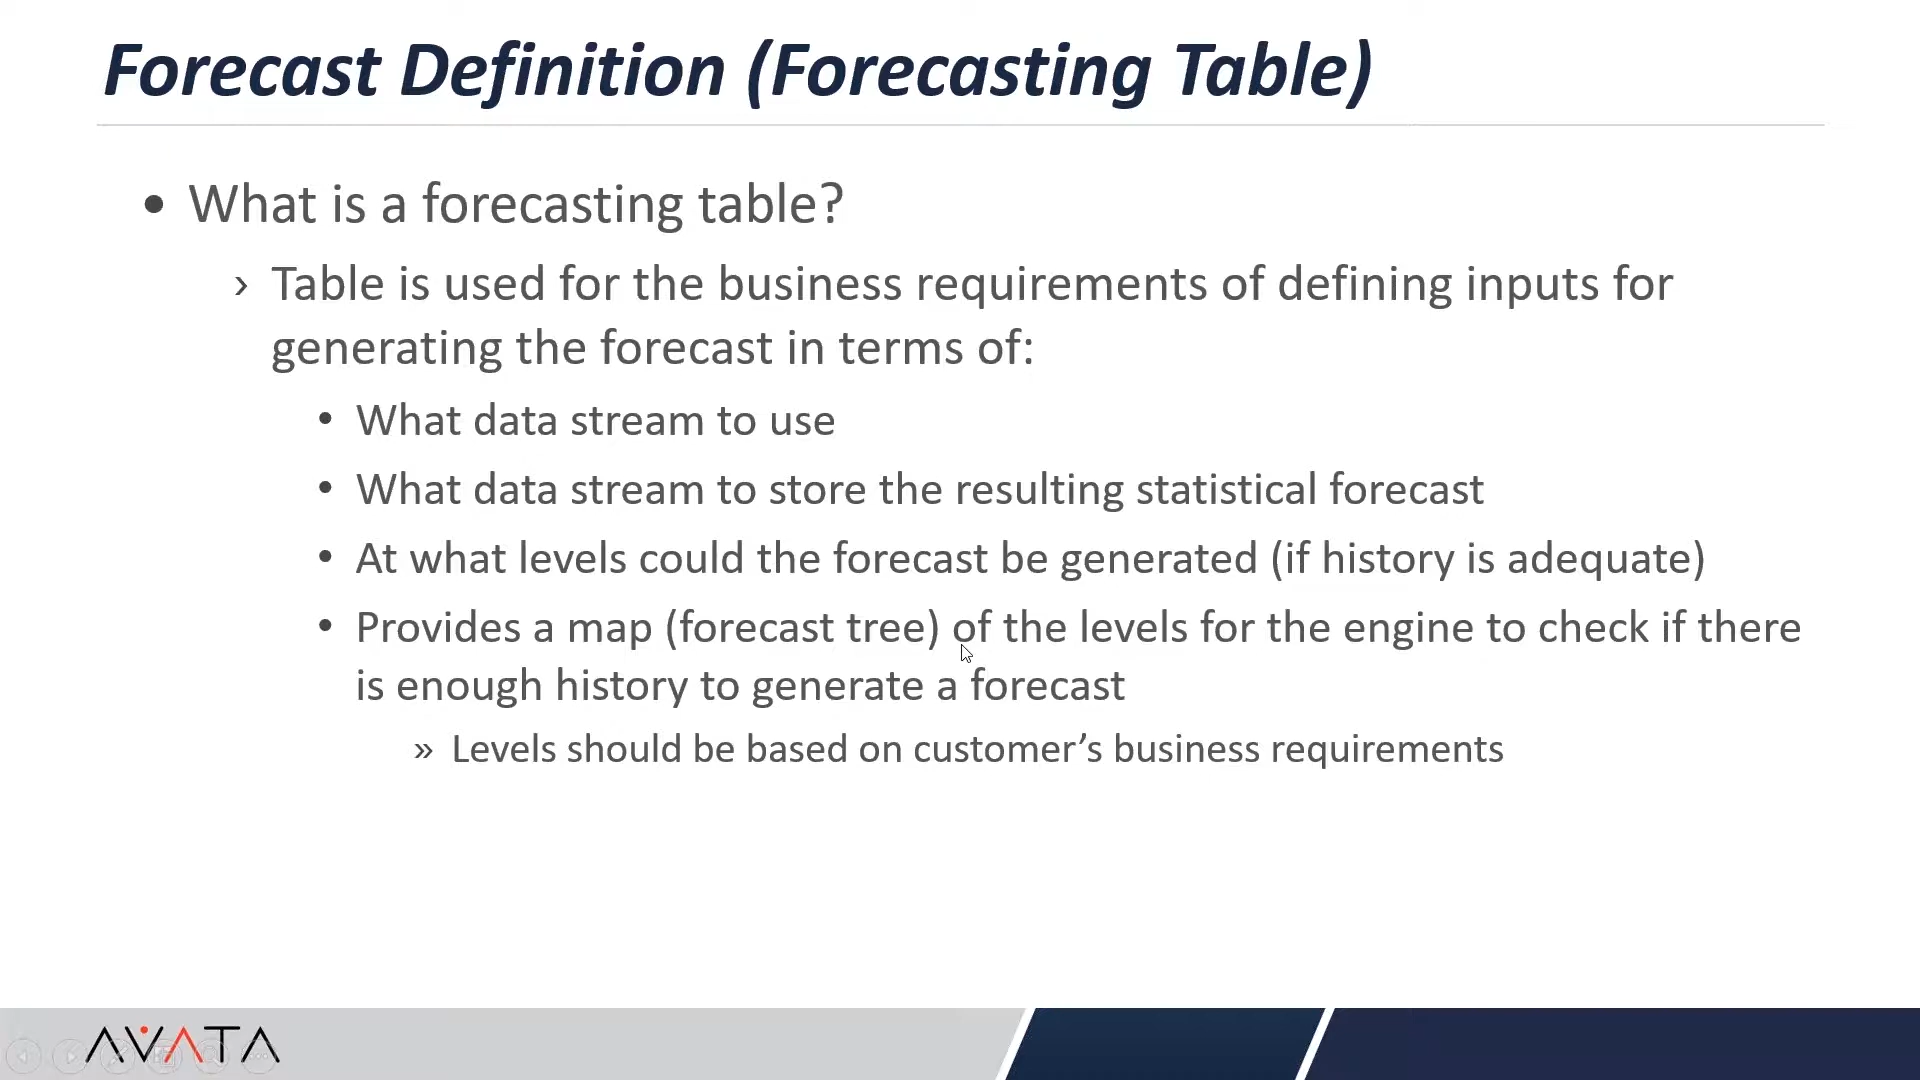 Forecast Definition (Forecasting Table)
• What is a forecasting table?
› Table is used for the business requirements of defining inputs for
generating the forecast in terms of:
• What data stream to use
• What data stream to store the resulting statistical forecast
• At what levels could the forecast be generated (if history is adequate)
• Provides a map (forecast tree) of the levels for the engine to check if there
is enough history to generate a forecast
» Levels should be based on customer’s business requirements
AVATA